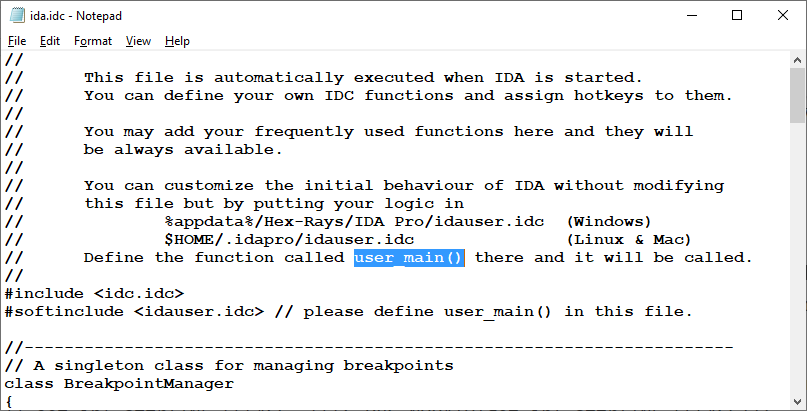 ida.idc - Notepad
File Edit Format View Help
//
// This file is automatically executed when IDA is started.
// You can define your own IDC functions and assign hotkeys to them.
//
// You may add your frequently used functions here and they will
// be always available.
//
// You can customize the initial behaviour of IDA without modifying
// this file but by putting your logic in
// %appdata%/Hex-Rays/IDA Pro/idauser.idc (Windows)
// $HOME/.idapro/idauser.idc (Linux & Mac)
// Define the function called user_main() there and it will be called.
//
#include <idc.idc>
#softinclude <idauser.idc> // please define user_main() in this file.
//-----------------------------------------------------------------------
// A singleton class for managing breakpoints
class BreakpointManager
{